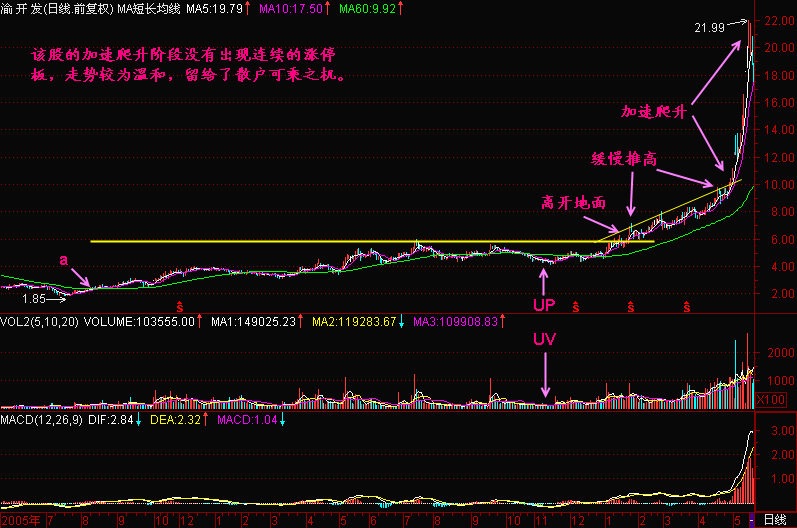 渝开发(日线.前复权) MA短长均线 MA5:19.79↑ MA10:17.50↑ MA60:9.92↑
22.00
21.99→
该股的加速爬升阶段没有出现连续的涨停
板，走势较为温和，留给了散户可乘之机。
20.00
18.00
16.00
加速爬升
14.00
缓慢推高
12.00
10.00
离开地面
8.00
6.00
a
4.00
1.85→
2.00
ŝ ŝ ŝ ŝ
UP
VOL2(5,10,20) VOLUME:103555.00↑ MA1:149025.23↑ MA2:119283.67↓ MA3:109908.83↑
UV
2000
1000
X100
MACD(12,26,9) DIF:2.84↓ DEA:2.32↑ MACD:1.04↓
3.00
2.00
1.00
2005年 7 8 9 10 12 1 2 3 4 5 6 7 8 9 10 11 12 1 2 3 4 5 日线